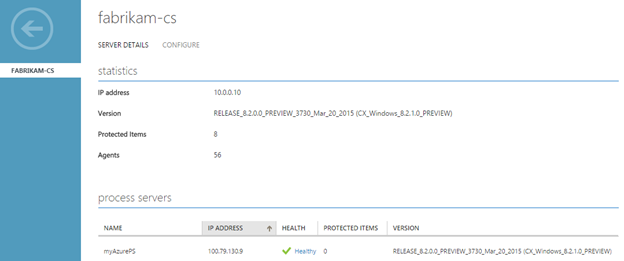 fabrikam-cs
SERVER DETAILS CONFIGURE
FABRIKAM-CS
statistics
IP address 10.0.0.10
Version RELEASE_8.2.0.0_PREVIEW_3730_Mar_20_2015 (CX_Windows_8.2.1.0_PREVIEW)
Protected Items 8
Agents 56
process servers
NAME IP ADDRESS HEALTH PROTECTED ITEMS VERSION
myAzurePS 100.79.130.9 Healthy 0 RELEASE_8.2.0.0_PREVIEW_3730_Mar_20_2015 (CX_Windows_8.2.1.0_PREVIEW)